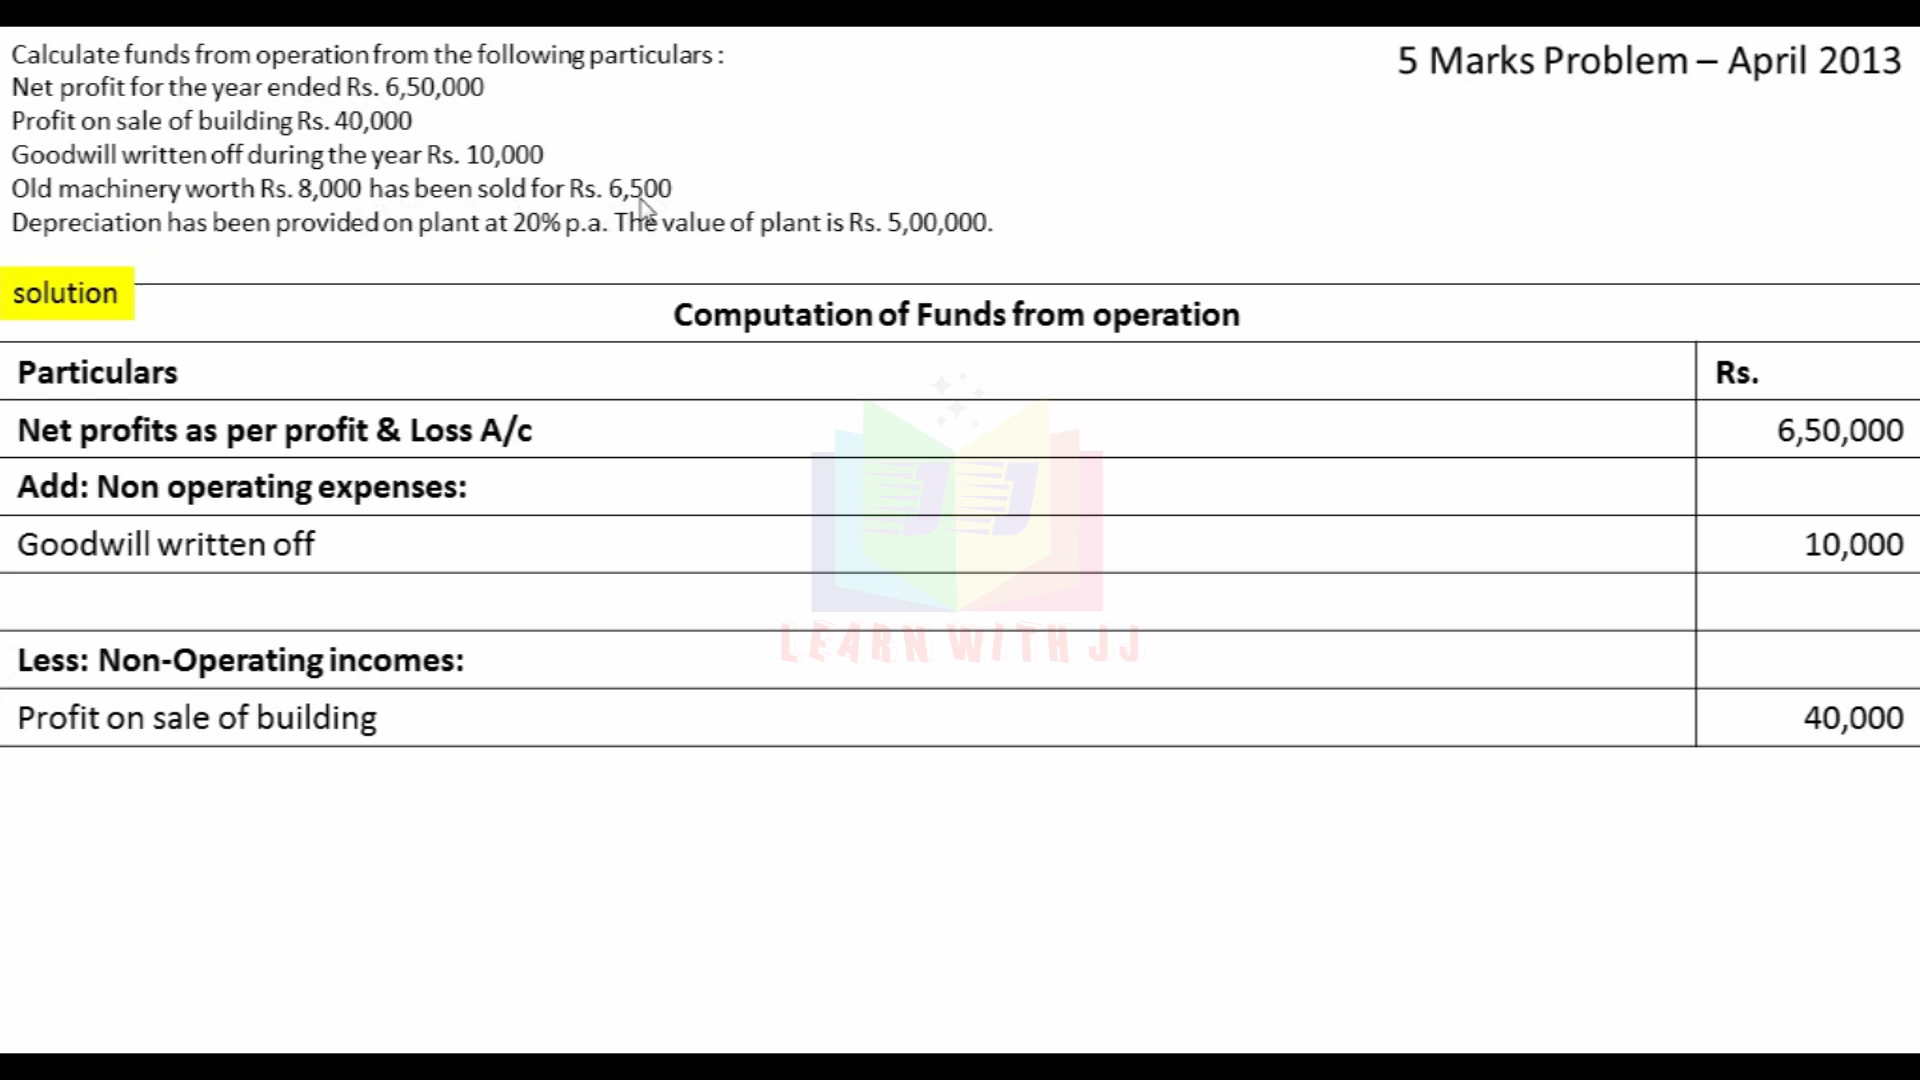 Calculate funds from operation from the following particulars :
5 Marks Problem – April 2013
Net profit for the year ended Rs. 6,50,000
Profit on sale of building Rs. 40,000
Goodwill written off during the year Rs. 10,000
Old machinery worth Rs. 8,000 has been sold for Rs. 6,500
Depreciation has been provided on plant at 20% p.a. The value of plant is Rs. 5,00,000.
solution
Computation of Funds from operation
Particulars Rs.
Net profits as per profit & Loss A/c 6,50,000
Add: Non operating expenses:
Goodwill written off 10,000
JJ
LEARN WITH JJ
Less: Non-Operating incomes:
Profit on sale of building 40,000